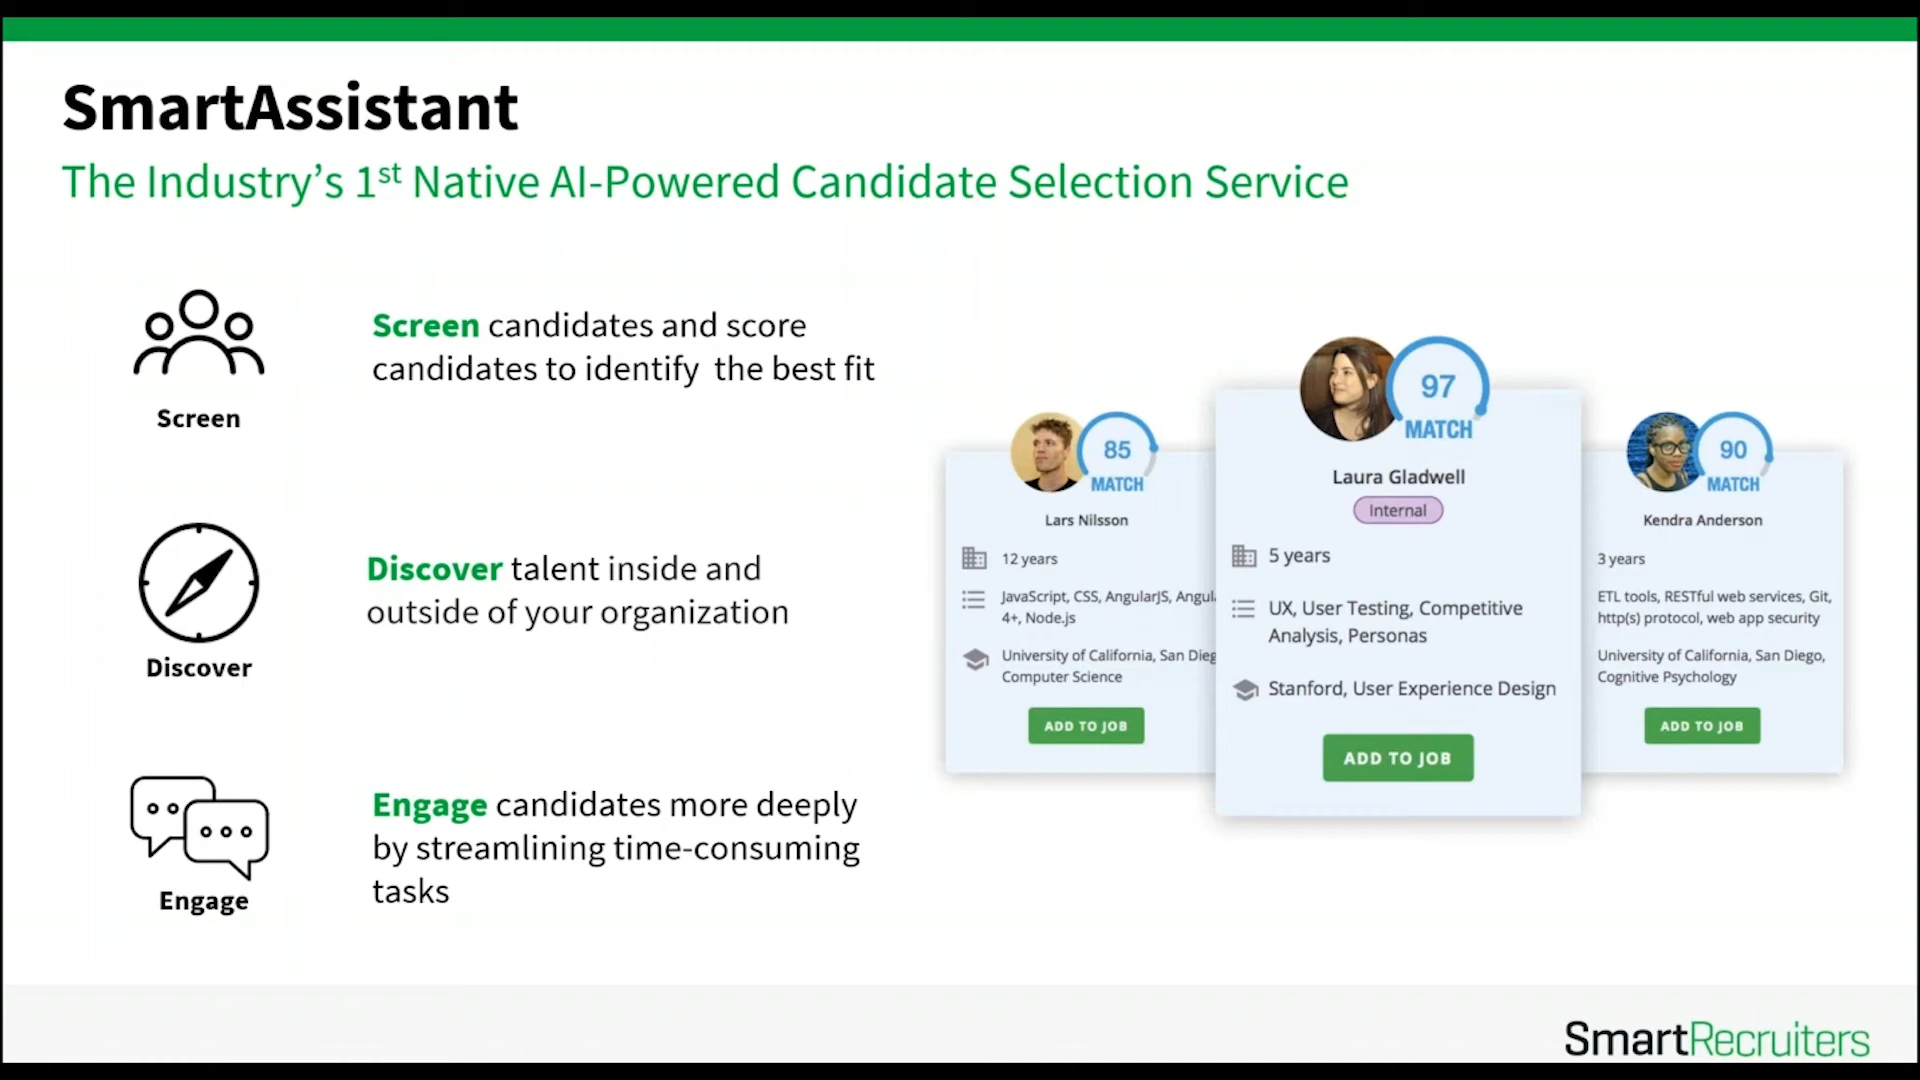 SmartAssistant
The Industry's 1st Native AI-Powered Candidate Selection Service
Screen
Screen candidates and score
candidates to identify the best fit
Discover
Discover talent inside and
outside of your organization
Engage
Engage candidates more deeply
by streamlining time-consuming
tasks
85
MATCH
Lars Nilsson
12 years
JavaScript, CSS, AngularJS, Angul
4+, Node.js
University of California, San Dieg
Computer Science
ADD TO JOB
97
MATCH
Laura Gladwell
Internal
5 years
UX, User Testing, Competitive
Analysis, Personas
Stanford, User Experience Design
ADD TO JOB
90
MATCH
Kendra Anderson
3 years
ETL tools, RESTful web services, Git,
http(s) protocol, web app security
University of California, San Diego,
Cognitive Psychology
ADD TO JOB
SmartRecruiters